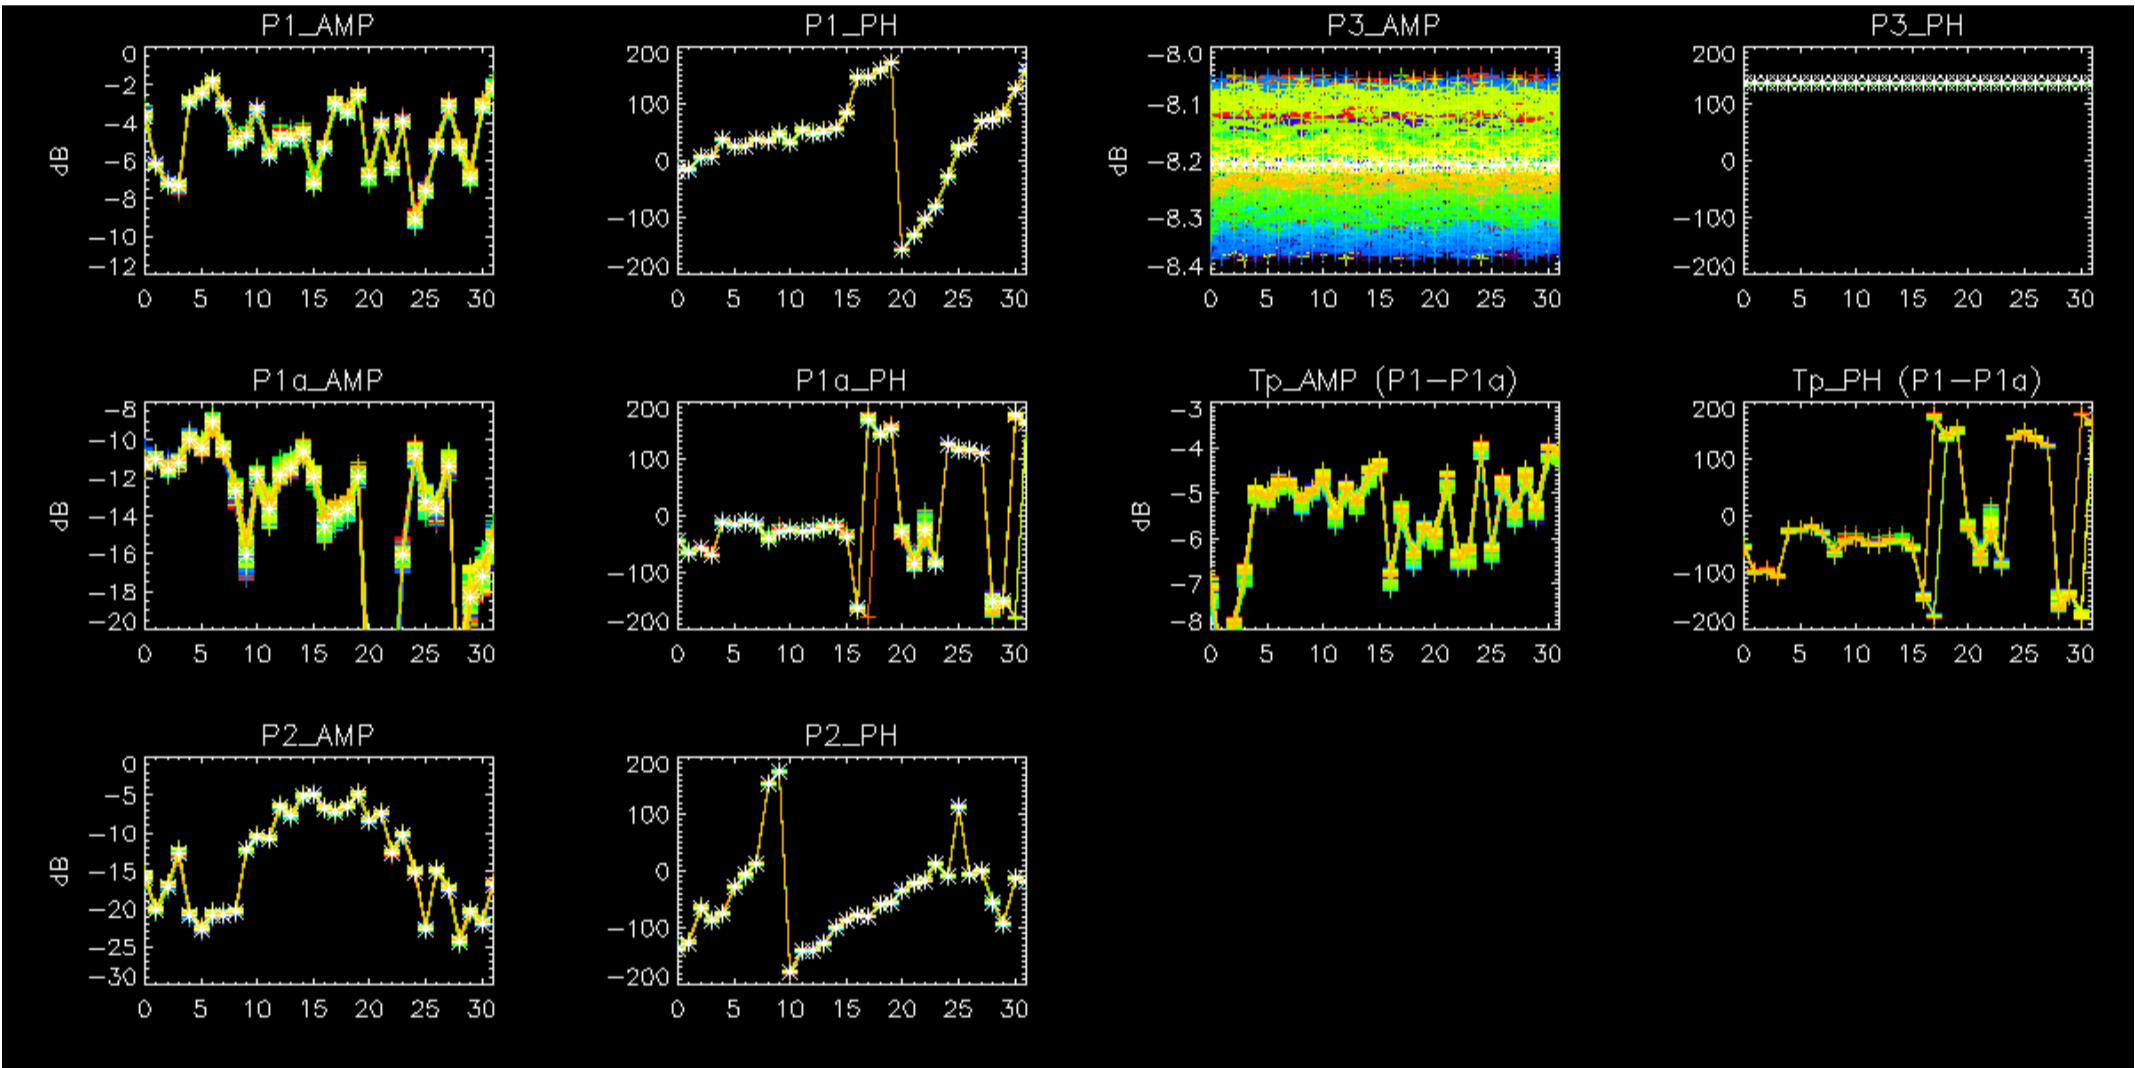 P1_AMP
0
-2
-4
-6
-8
-10
-12
dB
0 5 10 15 20 25 30
P1_PH
200
100
0
-100
-200
0 5 10 15 20 25 30
P3_AMP
-8.0
-8.1
-8.2
-8.3
-8.4
dB
0 5 10 15 20 25 30
P3_PH
200
100
0
-100
-200
0 5 10 15 20 25 30
P1a_AMP
-8
-10
-12
-14
-16
-18
-20
dB
0 5 10 15 20 25 30
P1a_PH
200
100
0
-100
-200
0 5 10 15 20 25 30
Tp_AMP (P1-P1a)
-3
-4
-5
-6
-7
-8
dB
0 5 10 15 20 25 30
Tp_PH (P1-P1a)
200
100
0
-100
-200
0 5 10 15 20 25 30
P2_AMP
0
-5
-10
-15
-20
-25
-30
dB
0 5 10 15 20 25 30
P2_PH
200
100
0
-100
-200
0 5 10 15 20 25 30